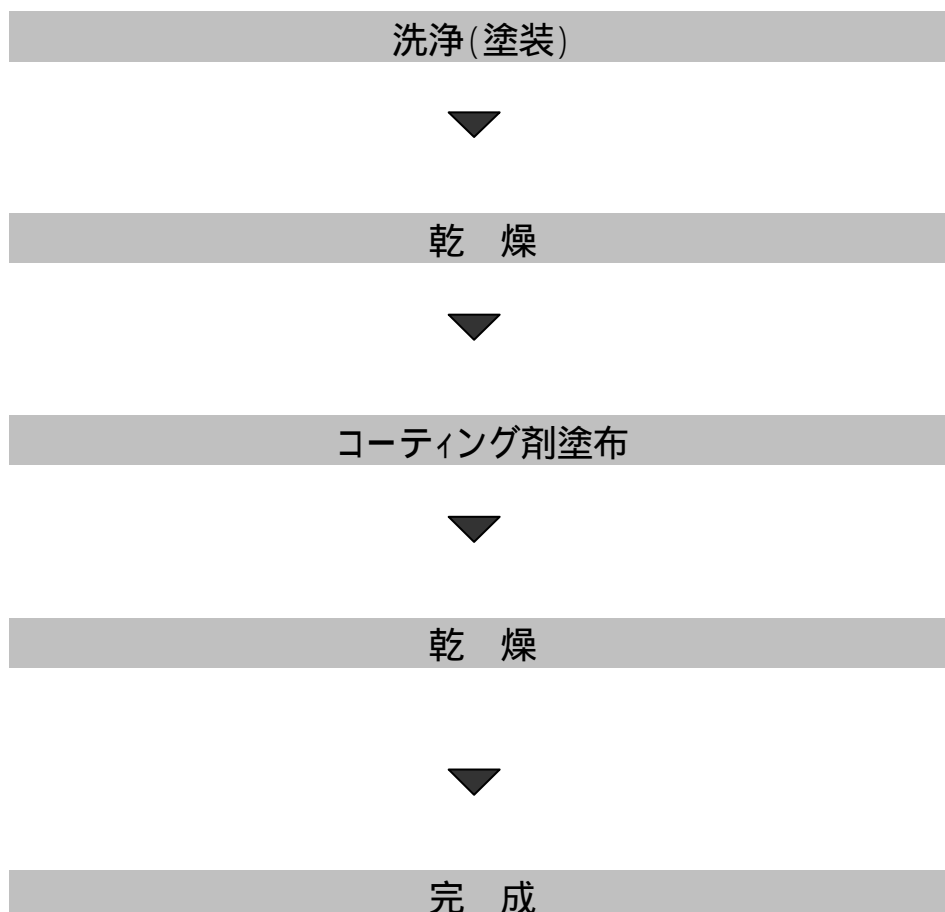 洗浄(塗装)
乾　燥
コーティング剤塗布
乾　燥
完　成